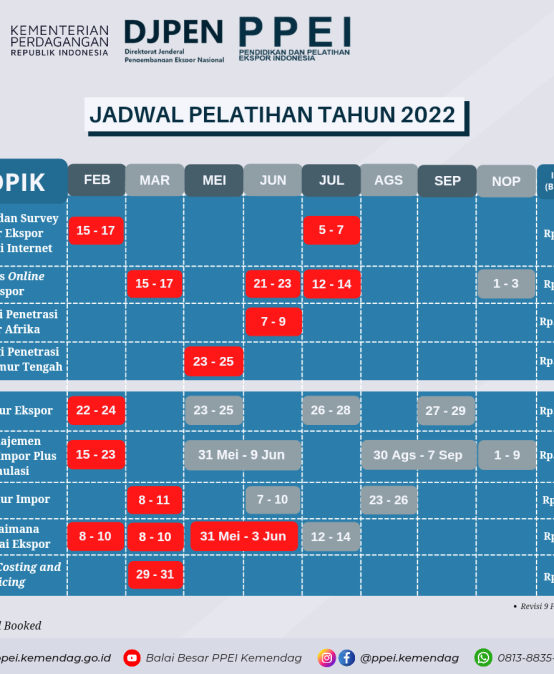 KEMENTERIAN
PERDAGANGAN
REPUBLIK INDONESIA
DJPEN
Direktorat Jenderal
Pengembangan Ekspor Nasional
PPEI
PENDIDIKAN DAN PELATIHAN
EKSPOR INDONESIA
JADWAL PELATIHAN TAHUN 2022
OPIK FEB MAR MEI JUN JUL AGS SEP NOP
dan Survey
r Ekspor
i Internet
15 - 17 5 - 7 Rp
s Online
spor
15 - 17 21 - 23 12 - 14 1 - 3 Rp
i Penetrasi
r Afrika
7 - 9 Rp
gi Penetrasi
mur Tengah
23 - 25 Rp
ur Ekspor 22 - 24 23 - 25 26 - 28 27 - 29 Rp
ajemen
Impor Plus
mulasi
15 - 23 31 Mei - 9 Jun 30 Ags - 7 Sep 1 - 9 Rp
ur Impor 8 - 11 7 - 10 23 - 26 Rp
aimana
ai Ekspor
8 - 10 8 - 10 31 Mei - 3 Jun 12 - 14 Rp
Costing and
icing
29 - 31 Rp
• Revisi 9 F
l Booked
ppei.kemendag.go.id Balai Besar PPEI Kemendag @ppei.kemendag 0813-8835-